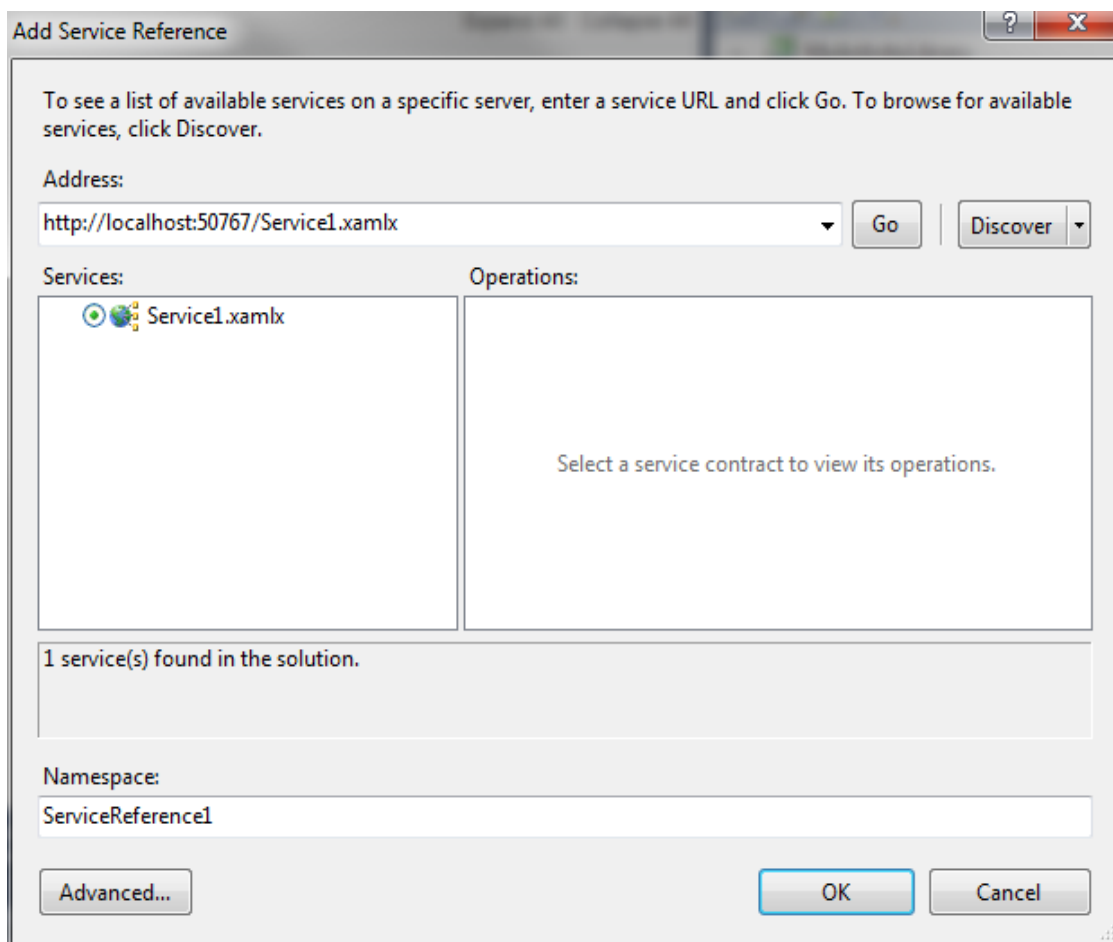 Add Service Reference
To see a list of available services on a specific server, enter a service URL and click Go. To browse for available
services, click Discover.
Address:
http://localhost:50767/Service1.xamlx
Go
Discover
Services:
Operations:
Service1.xamlx
Select a service contract to view its operations.
1 service(s) found in the solution.
Namespace:
ServiceReference1
Advanced...
OK
Cancel